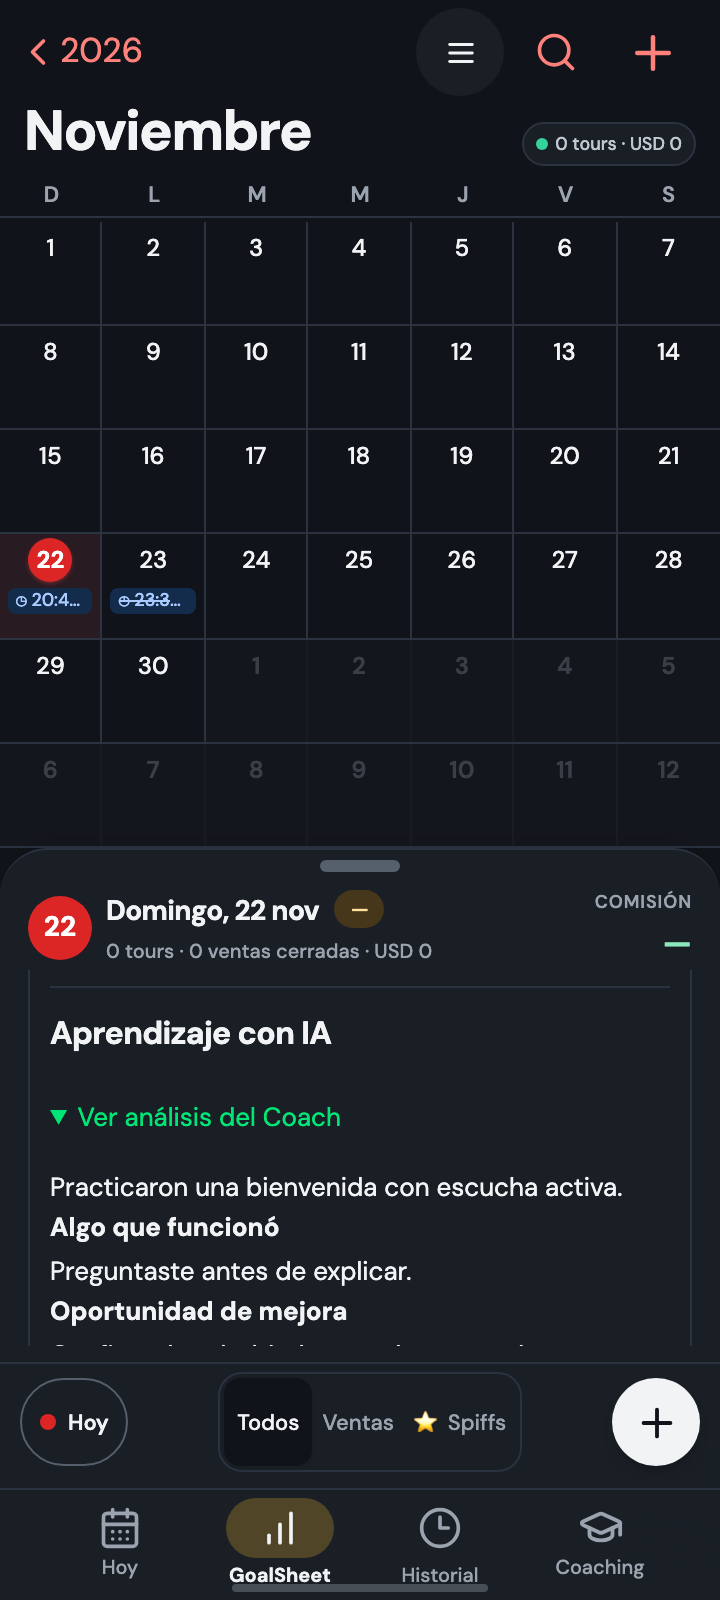 2026
Noviembre
0 tours · USD 0
D L M M J V S
1 2 3 4 5 6 7
8 9 10 11 12 13 14
15 16 17 18 19 20 21
22 23 24 25 26 27 28
20:4... 23:3...
29 30 1 2 3 4 5
6 7 8 9 10 11 12
22 Domingo, 22 nov — COMISIÓN
0 tours · 0 ventas cerradas · USD 0 —
Aprendizaje con IA
▼ Ver análisis del Coach
Practicaron una bienvenida con escucha activa.
Algo que funcionó
Preguntaste antes de explicar.
Oportunidad de mejora
Hoy Todos Ventas ⭐ Spiffs
Hoy GoalSheet Historial Coaching